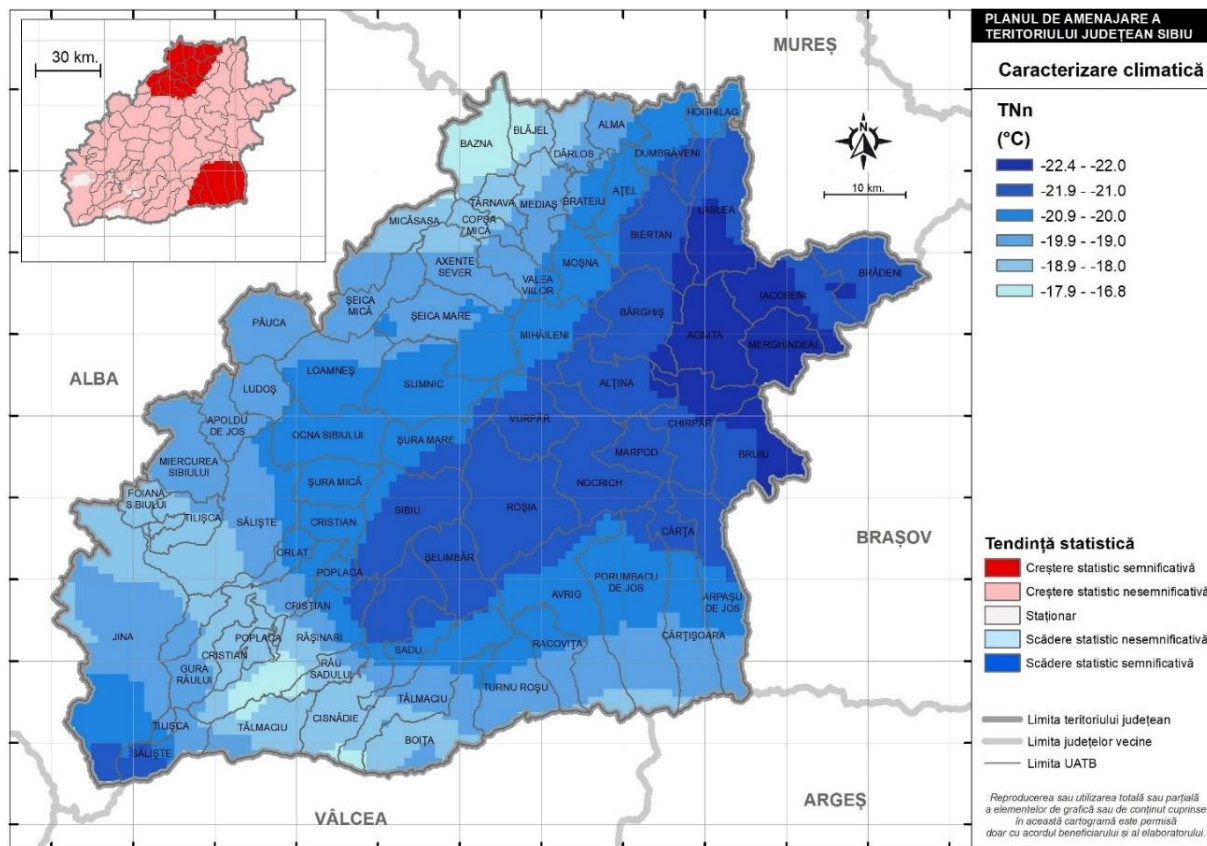 30 km.
MUREȘ
ALBA
BRAȘOV
ARGEȘ
VÂLCEA
N
10 km.
HOGHILAG
BLĂJEL
ALMA
BAZNA
DÂRLOS
DUMBRĂVENI
AŢEL
TÂRNAVA
MEDIAȘ
BRATEIU
LASLEA
MICĂSASA
COPȘA
MICĂ
BIERTAN
AXENTE
SEVER
MOȘNA
BRĂDENI
VALEA
VIILOR
IACOBENI
ȘEICA
MICĂ
ȘEICA MARE
BÂRGHIȘ
PĂUCA
MIHĂILENI
AGNITA
MERGHINDEAL
LOAMNEȘ
SLIMNIC
ALŢINA
LUDOȘ
VURPĂR
CHIRPĂR
APOLDU
DE JOS
OCNA SIBIULUI
ȘURA MARE
MARPOD
BRUIU
MIERCUREA
SIBIULUI
ȘURA MICĂ
NOCRICH
POIANA
SIBIULUI
TILIȘCA
SĂLIȘTE
CRISTIAN
SIBIU
ROȘIA
CÂRŢA
ORLAT
ȘELIMBĂR
POPLACA
PORUMBACU
DE JOS
AVRIG
ARPAȘU
DE JOS
CRISTIAN
JINA
POPLACA
RĂȘINARI
CÂRŢIȘOARA
CRISTIAN
SADU
RACOVIŢA
GURA
RÂULUI
RÂU
SADULUI
TURNU ROȘU
TĂLMACIU
TILIȘCA
TĂLMACIU
CISNĂDIE
BOIŢA
SĂLIȘTE
PLANUL DE AMENAJARE A
TERITORIULUI JUDEȚEAN SIBIU
Caracterizare climatică
TNn
(°C)
-22.4 - -22.0
-21.9 - -21.0
-20.9 - -20.0
-19.9 - -19.0
-18.9 - -18.0
-17.9 - -16.8
Tendință statistică
Creștere statistic semnificativă
Creștere statistic nesemnificativă
Staționar
Scădere statistic nesemnificativă
Scădere statistic semnificativă
Limita teritoriului județean
Limita județelor vecine
Limita UATB
Reproducerea sau utilizarea totală sau parțială
a elementelor de grafică sau de conținut cuprinse
în această cartogramă este permisă
doar cu acordul beneficiarului și al elaboratorului.